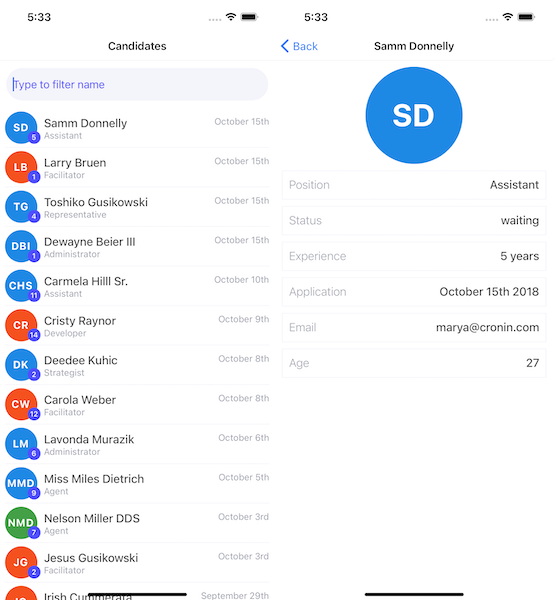 5:33
Candidates
Type to filter name
SD 5 Samm Donnelly October 15th
Assistant
LB 1 Larry Bruen October 15th
Facilitator
TG 4 Toshiko Gusikowski October 15th
Representative
DBI 1 Dewayne Beier III October 15th
Administrator
CHS 11 Carmela Hilll Sr. October 10th
Assistant
CR 14 Cristy Raynor October 9th
Developer
DK 2 Deedee Kuhic October 8th
Strategist
CW 12 Carola Weber October 8th
Facilitator
LM 6 Lavonda Murazik October 6th
Administrator
MMD 9 Miss Miles Dietrich October 5th
Agent
NMD 7 Nelson Miller DDS October 3rd
Agent
JG 2 Jesus Gusikowski October 3rd
Facilitator
Irish Cummerata September 29th
5:33
Back Samm Donnelly
SD
Position Assistant
Status waiting
Experience 5 years
Application October 15th 2018
Email marya@cronin.com
Age 27